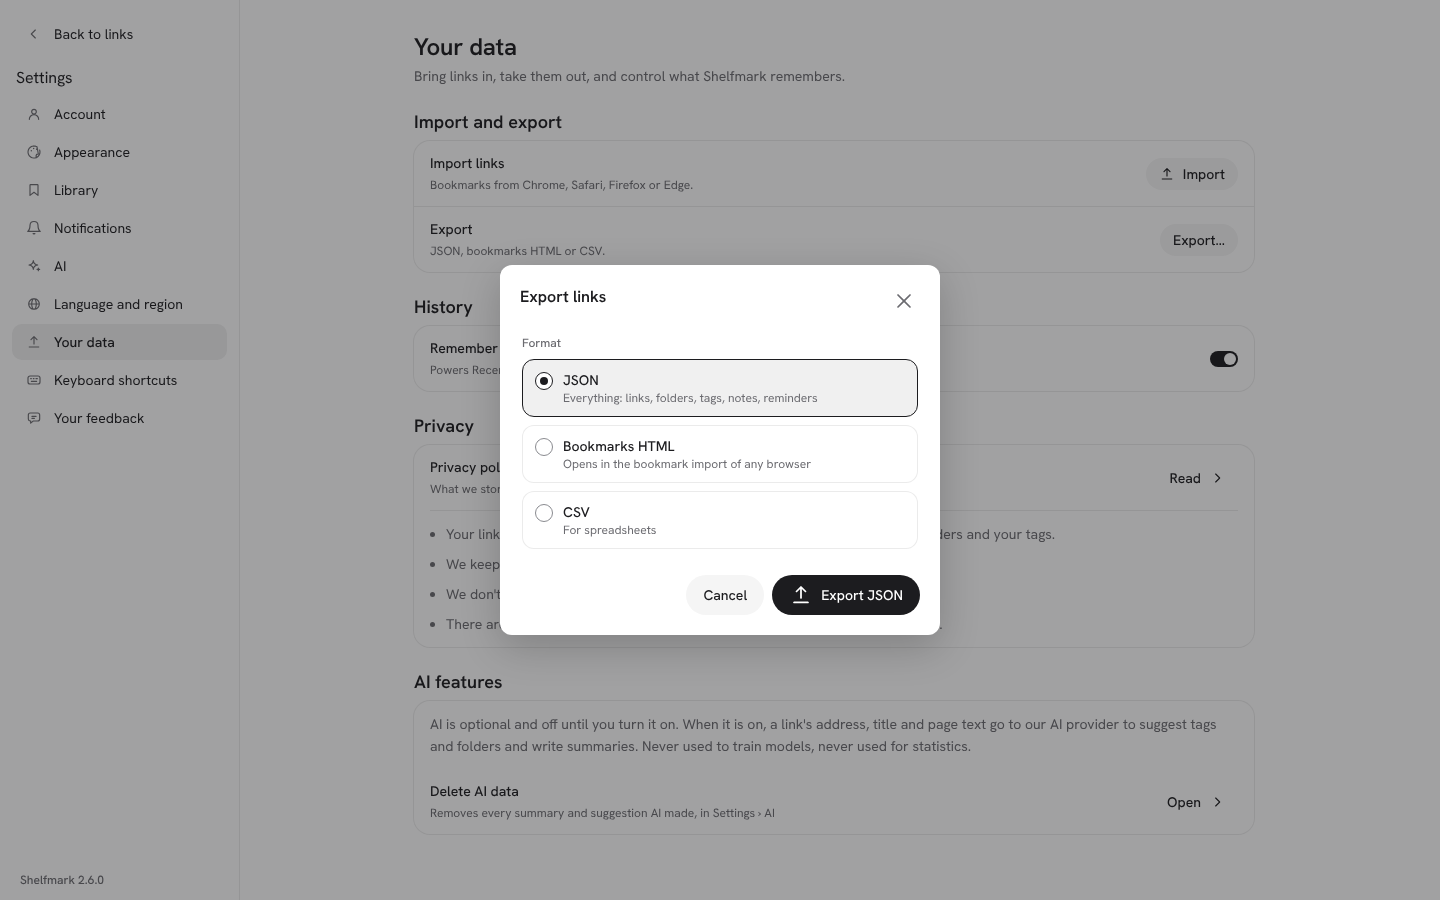 Back to links
Settings
Account
Appearance
Library
Notifications
AI
Language and region
Your data
Keyboard shortcuts
Your feedback
Shelfmark 2.6.0
Your data
Bring links in, take them out, and control what Shelfmark remembers.
Import and export
Import links
Bookmarks from Chrome, Safari, Firefox or Edge.
Import
Export
JSON, bookmarks HTML or CSV.
Export...
History
Remember
Powers
Privacy
Privacy
What we
Read
Your
and your tags.
We keep
We don't
There
AI features
AI is optional and off until you turn it on. When it is on, a link's address, title and page text go to our AI provider to suggest tags
and folders and write summaries. Never used to train models, never used for statistics.
Delete AI data
Removes every summary and suggestion AI made, in Settings › AI
Open
Export links
Format
JSON
Everything: links, folders, tags, notes, reminders
Bookmarks HTML
Opens in the bookmark import of any browser
CSV
For spreadsheets
Cancel
Export JSON